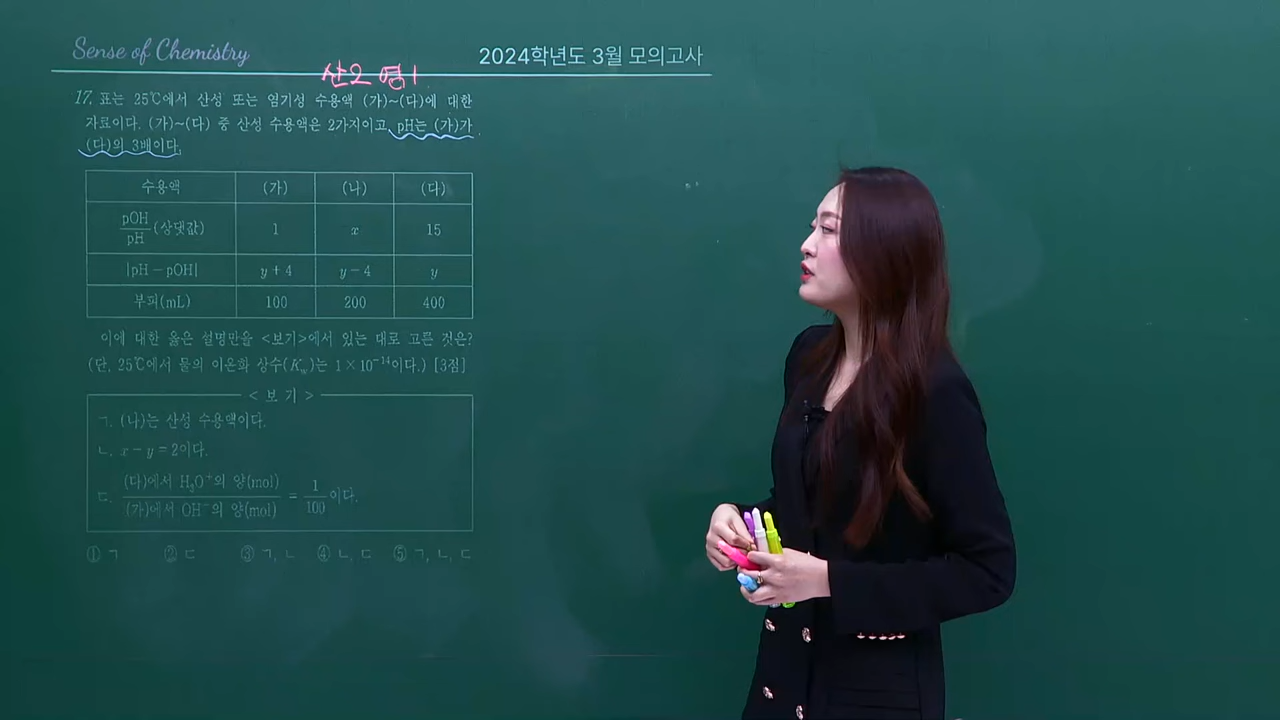 Sense of Chemistry
2024학년도 3월 모의고사
산2 염1
17. 표는 25℃에서 산성 또는 염기성 수용액 (가)~(다)에 대한
자료이다. (가)~(다) 중 산성 수용액은 2가지이고, pH는 (가)가
(다)의 3배이다.
수용액 (가) (나) (다)
pOH/pH (상댓값) 1 x 15
|pH − pOH| y + 4 y − 4 y
부피(mL) 100 200 400
이에 대한 옳은 설명만을 <보기>에서 있는 대로 고른 것은?
(단, 25℃에서 물의 이온화 상수(Kw)는 1×10⁻¹⁴이다.) [3점]
<보 기>
ㄱ. (나)는 산성 수용액이다.
ㄴ. x − y = 2이다.
ㄷ. (다)에서 H₃O⁺의 양(mol)/(가)에서 OH⁻의 양(mol) = 1/100이다.
① ㄱ ② ㄷ ③ ㄱ, ㄴ ④ ㄴ, ㄷ ⑤ ㄱ, ㄴ, ㄷ